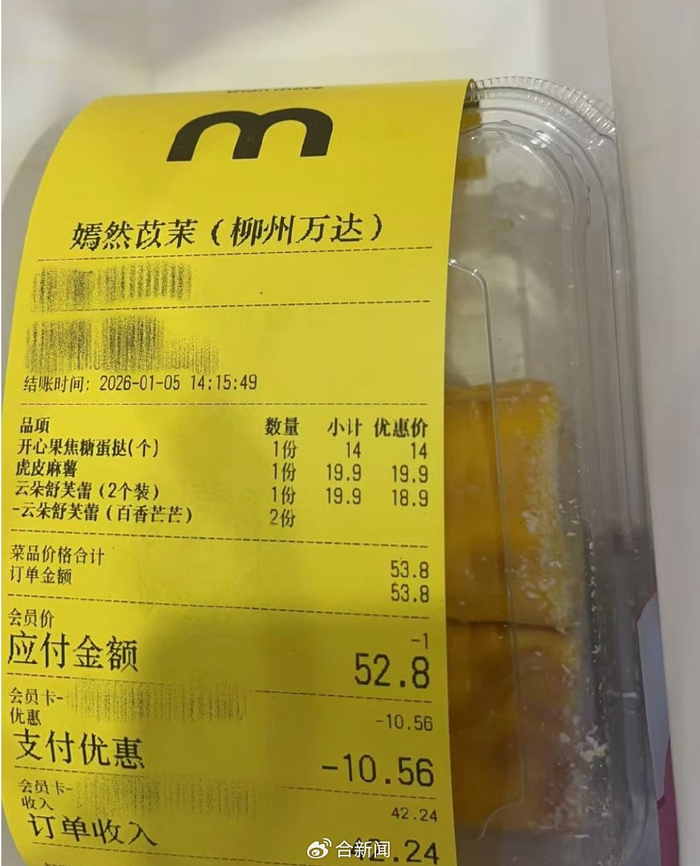 m
嫣然苡茉（柳州万达）
结账时间: 2026-01-05 14:15:49
品项 数量 小计 优惠价
开心果焦糖蛋挞(个) 1份 14 14
虎皮麻薯 1份 19.9 19.9
云朵舒芙蕾（2个装） 1份 19.9 18.9
-云朵舒芙蕾（百香芒芒） 2份
菜品价格合计 53.8
订单金额 53.8
会员价 -1
应付金额 52.8
会员卡-
优惠 -10.56
支付优惠 -10.56
会员卡-
收入 42.24
订单收入 42.24
合新闻